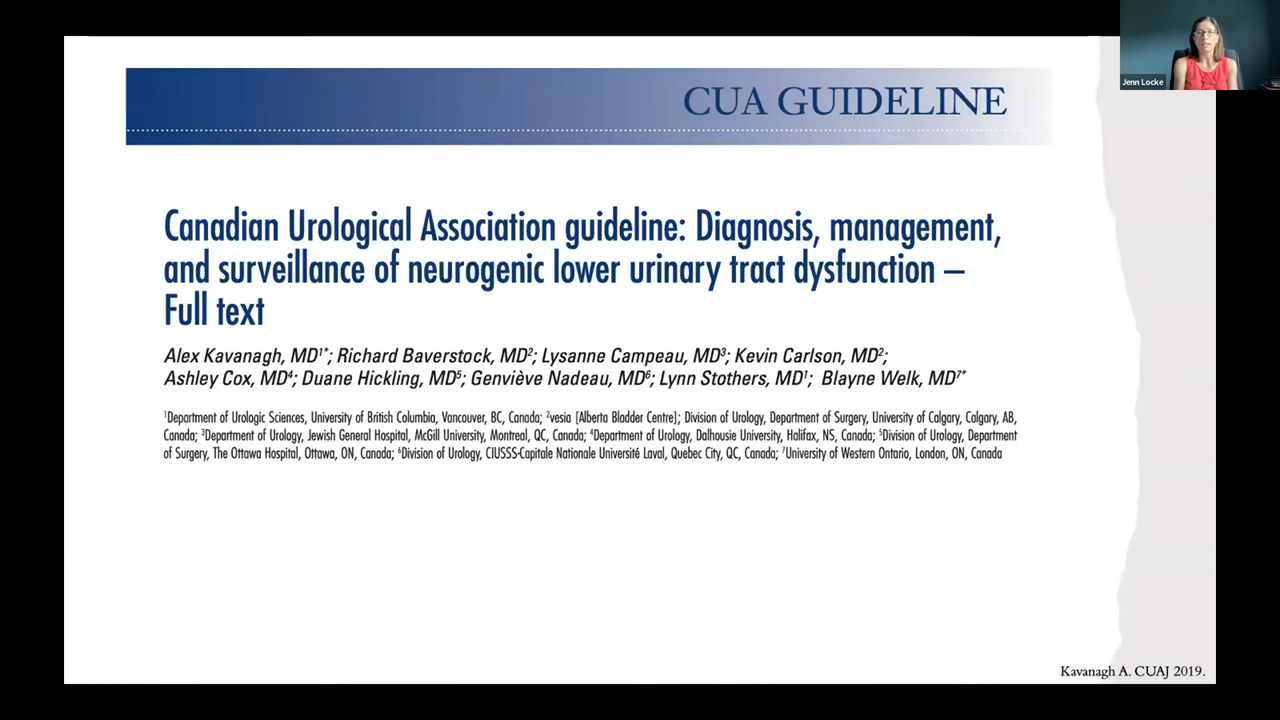 Jenn Locke
CUA GUIDELINE
Canadian Urological Association guideline: Diagnosis, management,
and surveillance of neurogenic lower urinary tract dysfunction –
Full text
Alex Kavanagh, MD¹*; Richard Baverstock, MD²; Lysanne Campeau, MD³; Kevin Carlson, MD²;
Ashley Cox, MD⁴; Duane Hickling, MD⁵; Genviève Nadeau, MD⁶; Lynn Stothers, MD¹; Blayne Welk, MD⁷*
¹Department of Urologic Sciences, University of British Columbia, Vancouver, BC, Canada; ²vesia [Alberta Bladder Centre]; Division of Urology, Department of Surgery, University of Calgary, Calgary, AB,
Canada; ³Department of Urology, Jewish General Hospital, McGill University, Montreal, QC, Canada; ⁴Department of Urology, Dalhousie University, Halifax, NS, Canada; ⁵Division of Urology, Department
of Surgery, The Ottawa Hospital, Ottawa, ON, Canada; ⁶Division of Urology, CIUSSS-Capitale Nationale Université Laval, Quebec City, QC, Canada; ⁷University of Western Ontario, London, ON, Canada
Kavanagh A. CUAJ 2019.